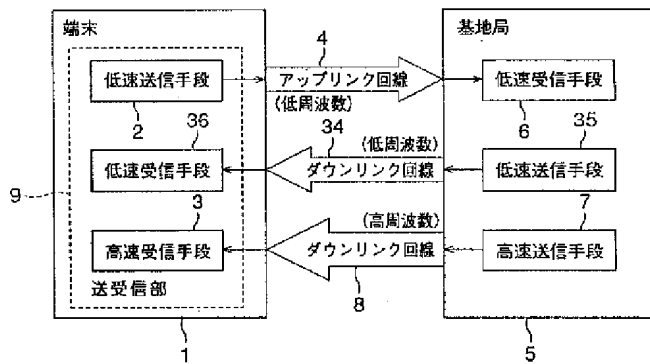 端末
基地局
4
低速送信手段
アップリンク回線
低速受信手段
2
(低周波数)
6
36
34
(低周波数)
35
低速受信手段
ダウンリンク回線
低速送信手段
9
3
(高周波数)
7
高速受信手段
ダウンリンク回線
高速送信手段
送受信部
8
1
5